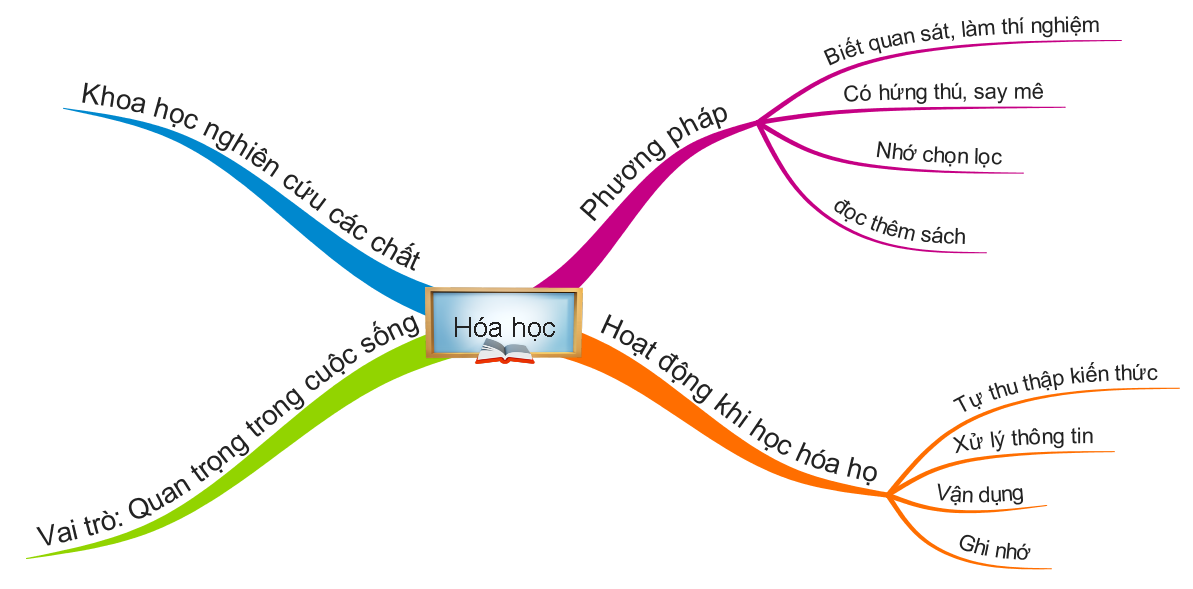 Hóa học
Khoa học nghiên cứu các chất
Vai trò: Quan trọng trong cuộc sống
Phương pháp
Biết quan sát, làm thí nghiệm
Có hứng thú, say mê
Nhớ chọn lọc
đọc thêm sách
Hoạt động khi học hóa họ
Tự thu thập kiến thức
Xử lý thông tin
Vận dụng
Ghi nhớ